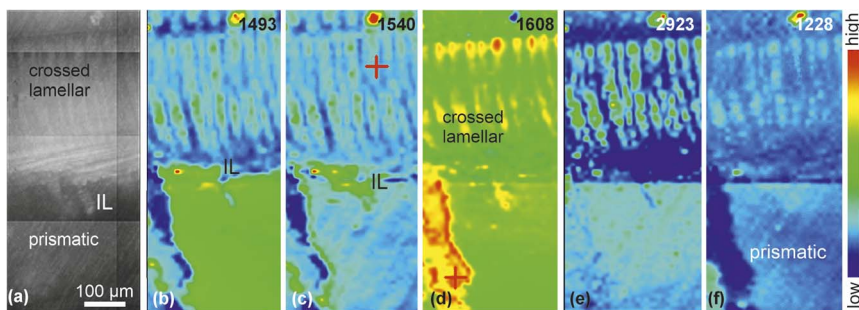 1493
1540
1608
2923
1228
high
crossed
lamellar
crossed
lamellar
IL
IL
IL
prismatic
prismatic
100 µm
(a)
(b)
(c)
(d)
(e)
(f)
low